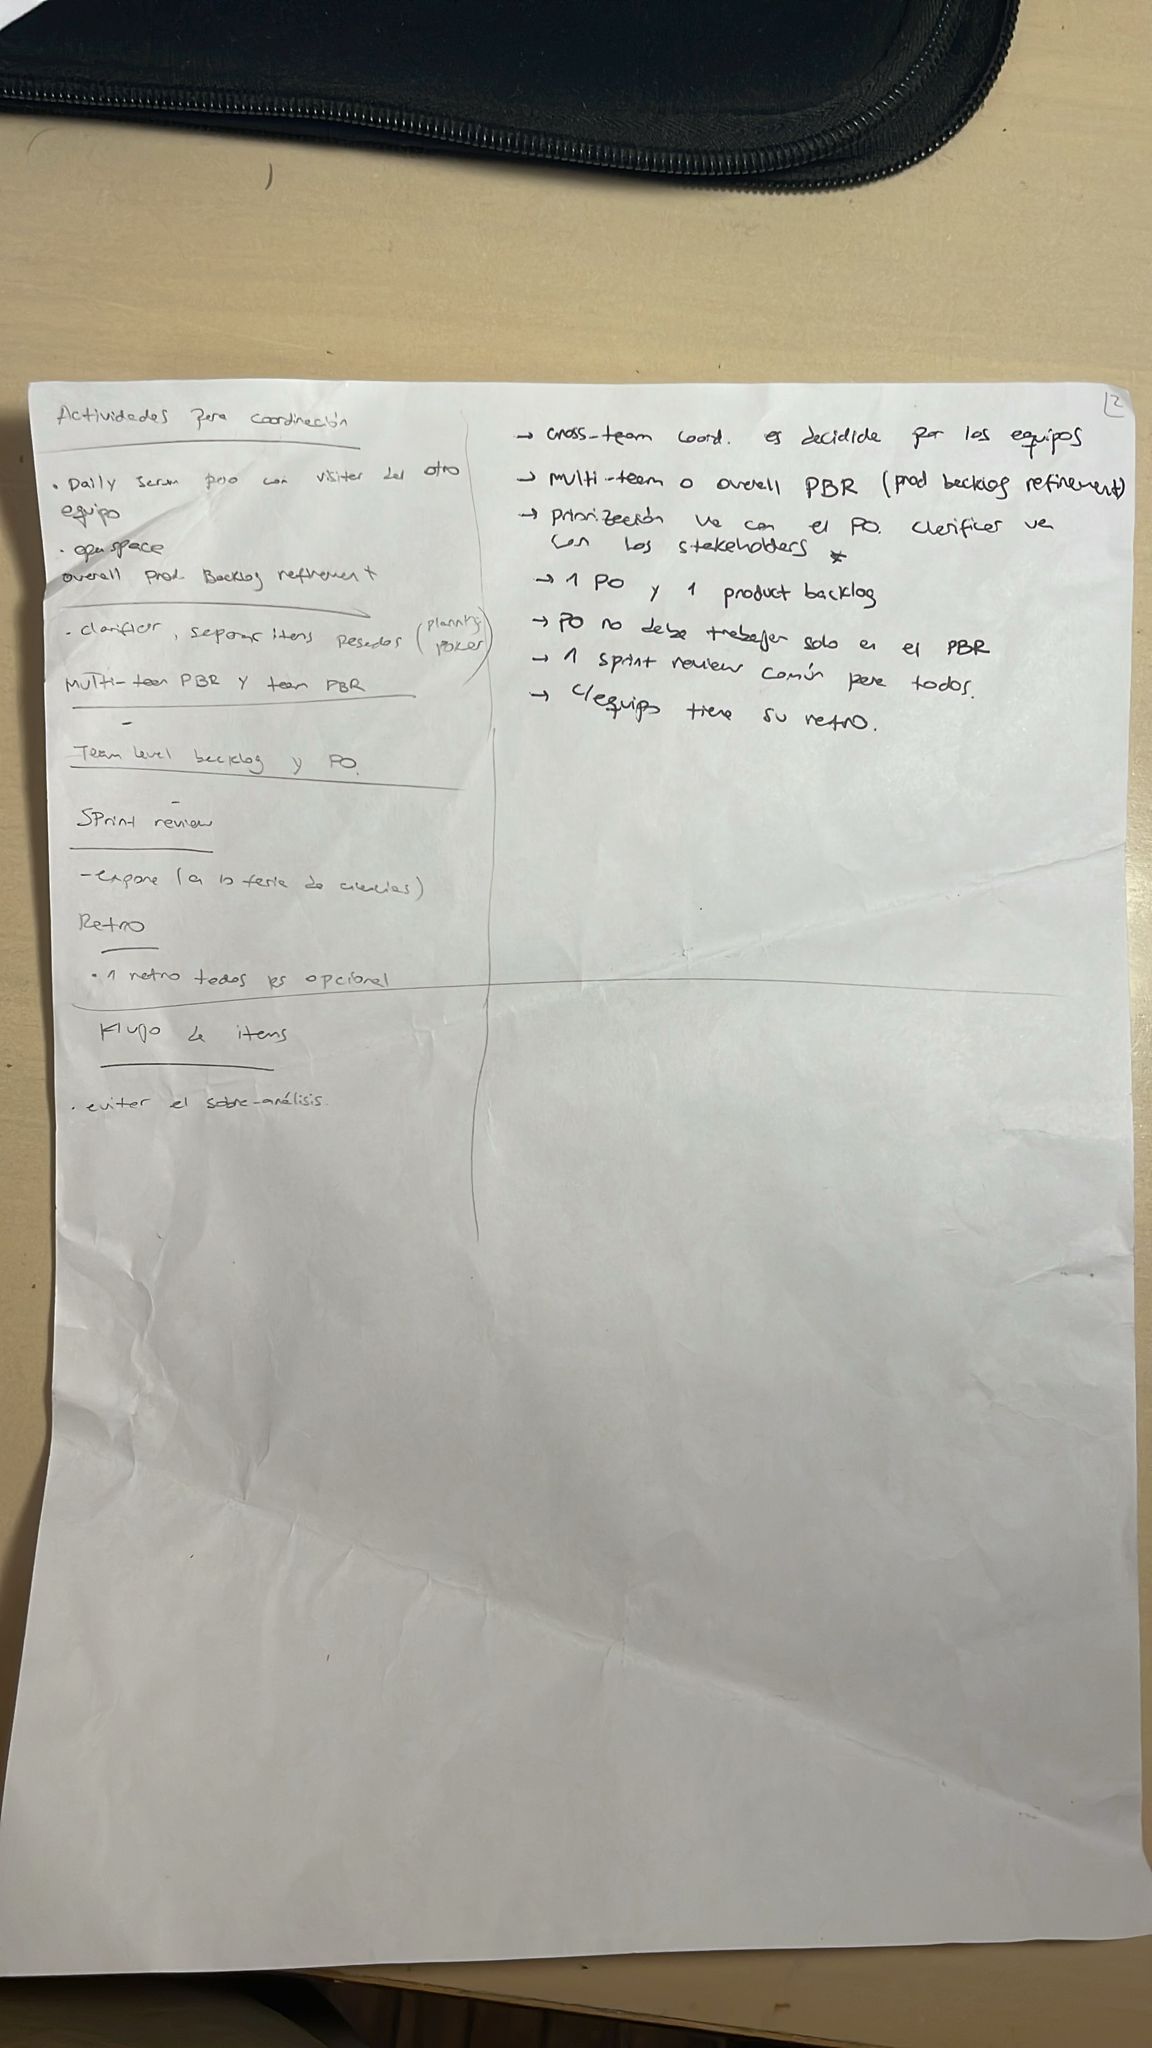 2
Actividades para coordinación
• Daily scrum pero con visitar del otro
equipo
• open space
overall prod. Backlog refinement
• clarificar, separar items pesados (planning
poker)
Multi-team PBR y team PBR
-
Team level backlog y PO.
-
Sprint review
- expone (a lo feria de ciencias)
Retro
• 1 retro todos es opcional
Flujo de items
• evitar el sobre-análisis.
→ cross-team coord. es decidida por los equipos
→ multi-team o overall PBR (prod backlog refinement)
→ priorización va con el PO. clarificar va
con los stakeholders *
→ 1 PO y 1 product backlog
→ PO no debe trabajar solo en el PBR
→ 1 sprint review común para todos.
→ c/equipo tiene su retro.